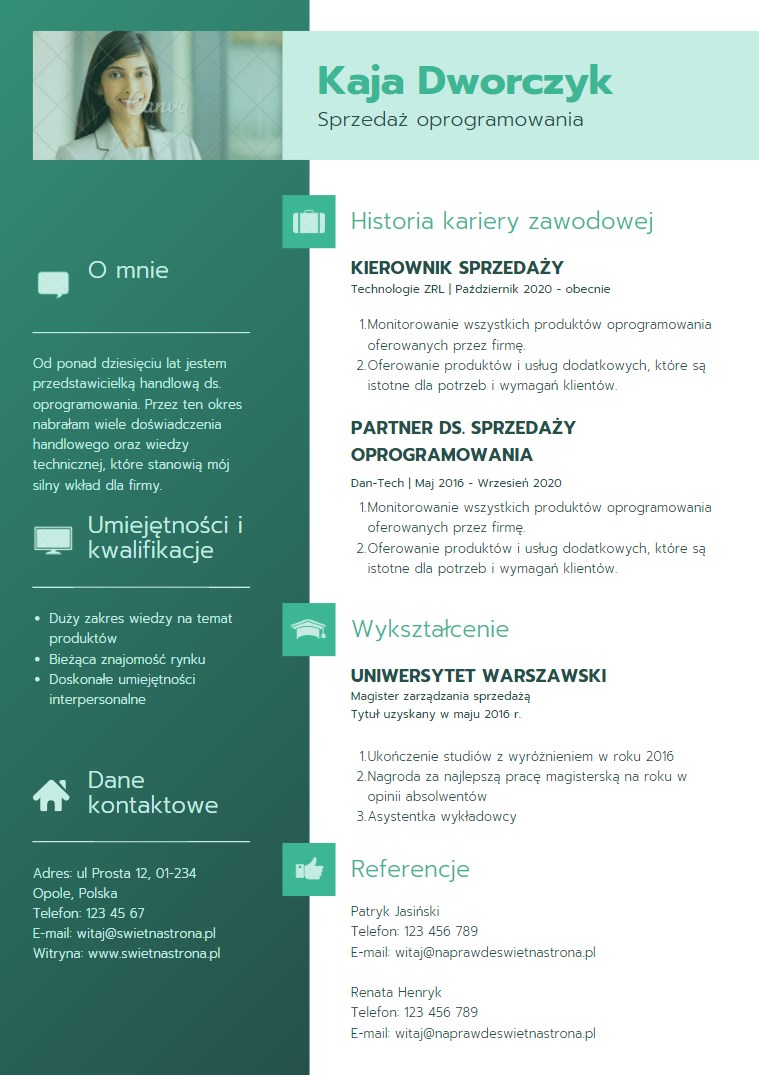 Canva
Kaja Dworczyk
Sprzedaż oprogramowania
O mnie
Od ponad dziesięciu lat jestem
przedstawicielką handlową ds.
oprogramowania. Przez ten okres
nabrałam wiele doświadczenia
handlowego oraz wiedzy
technicznej, które stanowią mój
silny wkład dla firmy.
Umiejętności i
kwalifikacje
• Duży zakres wiedzy na temat
produktów
• Bieżąca znajomość rynku
• Doskonałe umiejętności
interpersonalne
Dane
kontaktowe
Adres: ul Prosta 12, 01-234
Opole, Polska
Telefon: 123 45 67
E-mail: witaj@swietnastrona.pl
Witryna: www.swietnastrona.pl
Historia kariery zawodowej
KIEROWNIK SPRZEDAŻY
Technologie ZRL | Październik 2020 - obecnie
1.Monitorowanie wszystkich produktów oprogramowania
oferowanych przez firmę.
2.Oferowanie produktów i usług dodatkowych, które są
istotne dla potrzeb i wymagań klientów.
PARTNER DS. SPRZEDAŻY
OPROGRAMOWANIA
Dan-Tech | Maj 2016 - Wrzesień 2020
1.Monitorowanie wszystkich produktów oprogramowania
oferowanych przez firmę.
2.Oferowanie produktów i usług dodatkowych, które są
istotne dla potrzeb i wymagań klientów.
Wykształcenie
UNIWERSYTET WARSZAWSKI
Magister zarządzania sprzedażą
Tytuł uzyskany w maju 2016 r.
1.Ukończenie studiów z wyróżnieniem w roku 2016
2.Nagroda za najlepszą pracę magisterską na roku w
opinii absolwentów
3.Asystentka wykładowcy
Referencje
Patryk Jasiński
Telefon: 123 456 789
E-mail: witaj@naprawdeswietnastrona.pl
Renata Henryk
Telefon: 123 456 789
E-mail: witaj@naprawdeswietnastrona.pl